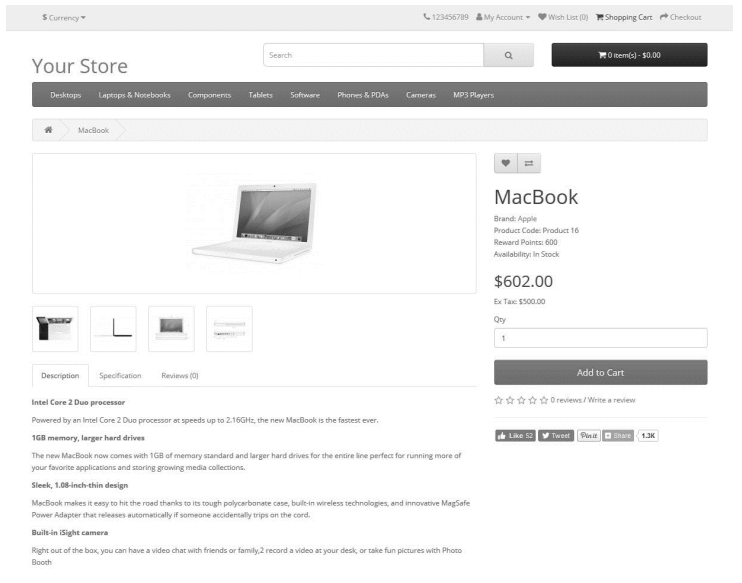 $ Currency
123456789 My Account Wish List (0) Shopping Cart Checkout
Your Store
Search
0 item(s) - $0.00
Desktops Laptops & Notebooks Components Tablets Software Phones & PDAs Cameras MP3 Players
MacBook
MacBook
Brand: Apple
Product Code: Product 16
Reward Points: 600
Availability: In Stock
$602.00
Ex Tax: $500.00
Qty
1
Add to Cart
0 reviews / Write a review
Like 52 Tweet Pin it Share 1.3K
Description Specification Reviews (0)
Intel Core 2 Duo processor
Powered by an Intel Core 2 Duo processor at speeds up to 2.16GHz, the new MacBook is the fastest ever.
1GB memory, larger hard drives
The new MacBook now comes with 1GB of memory standard and larger hard drives for the entire line perfect for running more of
your favorite applications and storing growing media collections.
Sleek, 1.08-inch-thin design
MacBook makes it easy to hit the road thanks to its tough polycarbonate case, built-in wireless technologies, and innovative MagSafe
Power Adapter that releases automatically if someone accidentally trips on the cord.
Built-in iSight camera
Right out of the box, you can have a video chat with friends or family,2 record a video at your desk, or take fun pictures with Photo
Booth